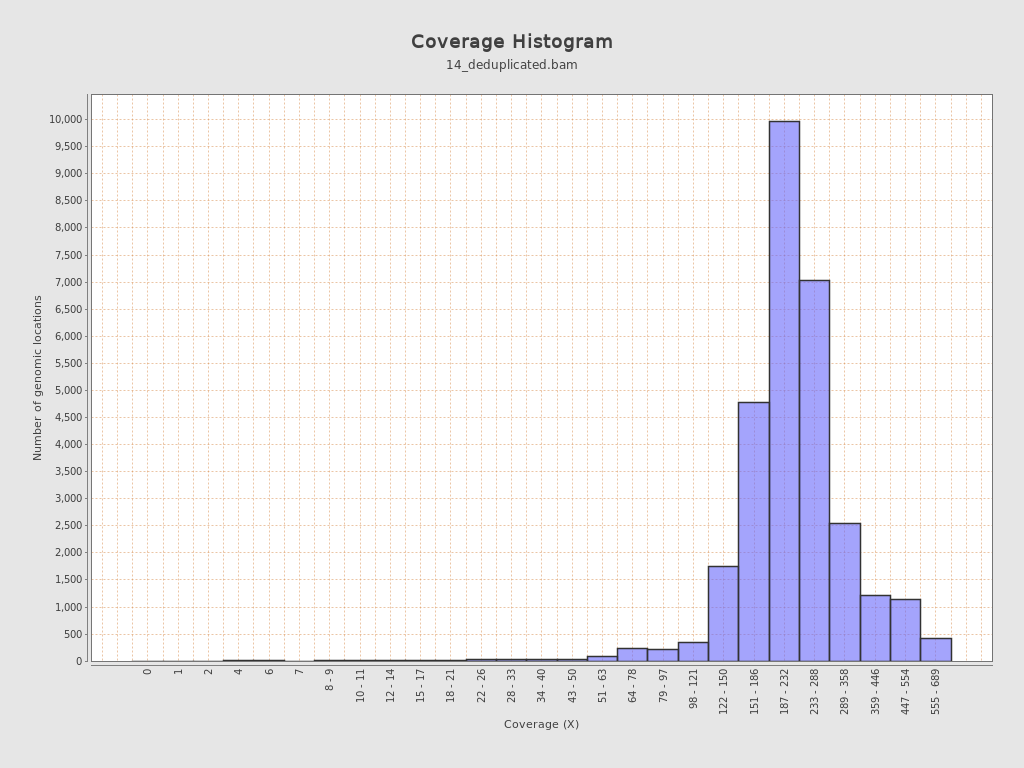 Coverage Histogram
14_deduplicated.bam
Number of genomic locations
10,000
9,500
9,000
8,500
8,000
7,500
7,000
6,500
6,000
5,500
5,000
4,500
4,000
3,500
3,000
2,500
2,000
1,500
1,000
500
0
0
1
2
4
6
7
8 - 9
10 - 11
12 - 14
15 - 17
18 - 21
22 - 26
28 - 33
34 - 40
43 - 50
51 - 63
64 - 78
79 - 97
98 - 121
122 - 150
151 - 186
187 - 232
233 - 288
289 - 358
359 - 446
447 - 554
555 - 689
Coverage (X)